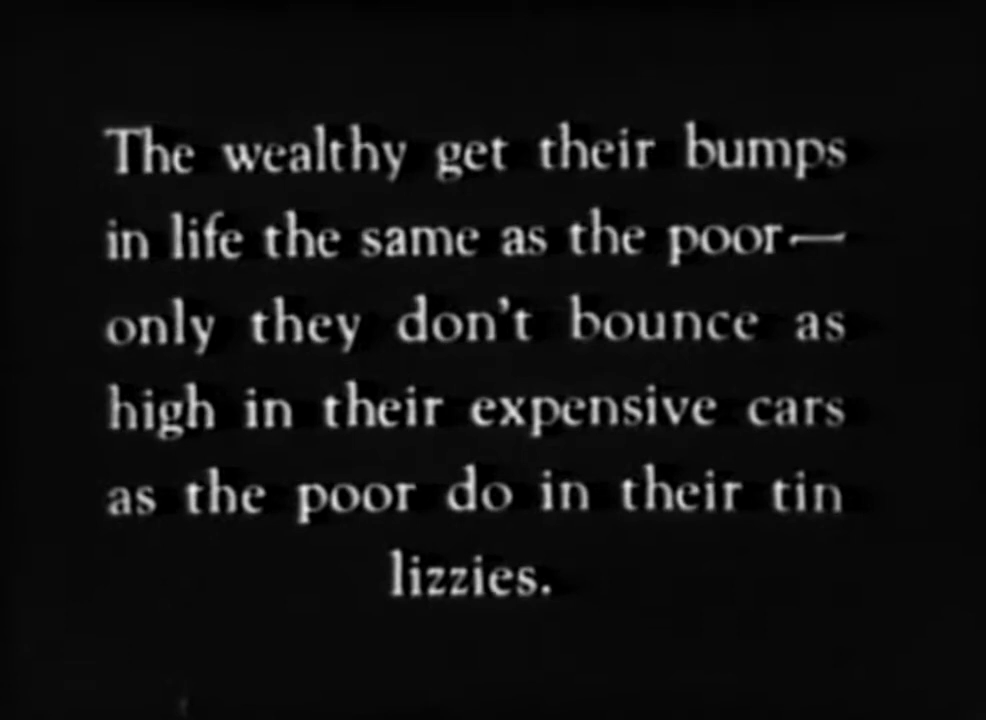 The wealthy get their bumps
in life the same as the poor—
only they don't bounce as
high in their expensive cars
as the poor do in their tin
lizzies.